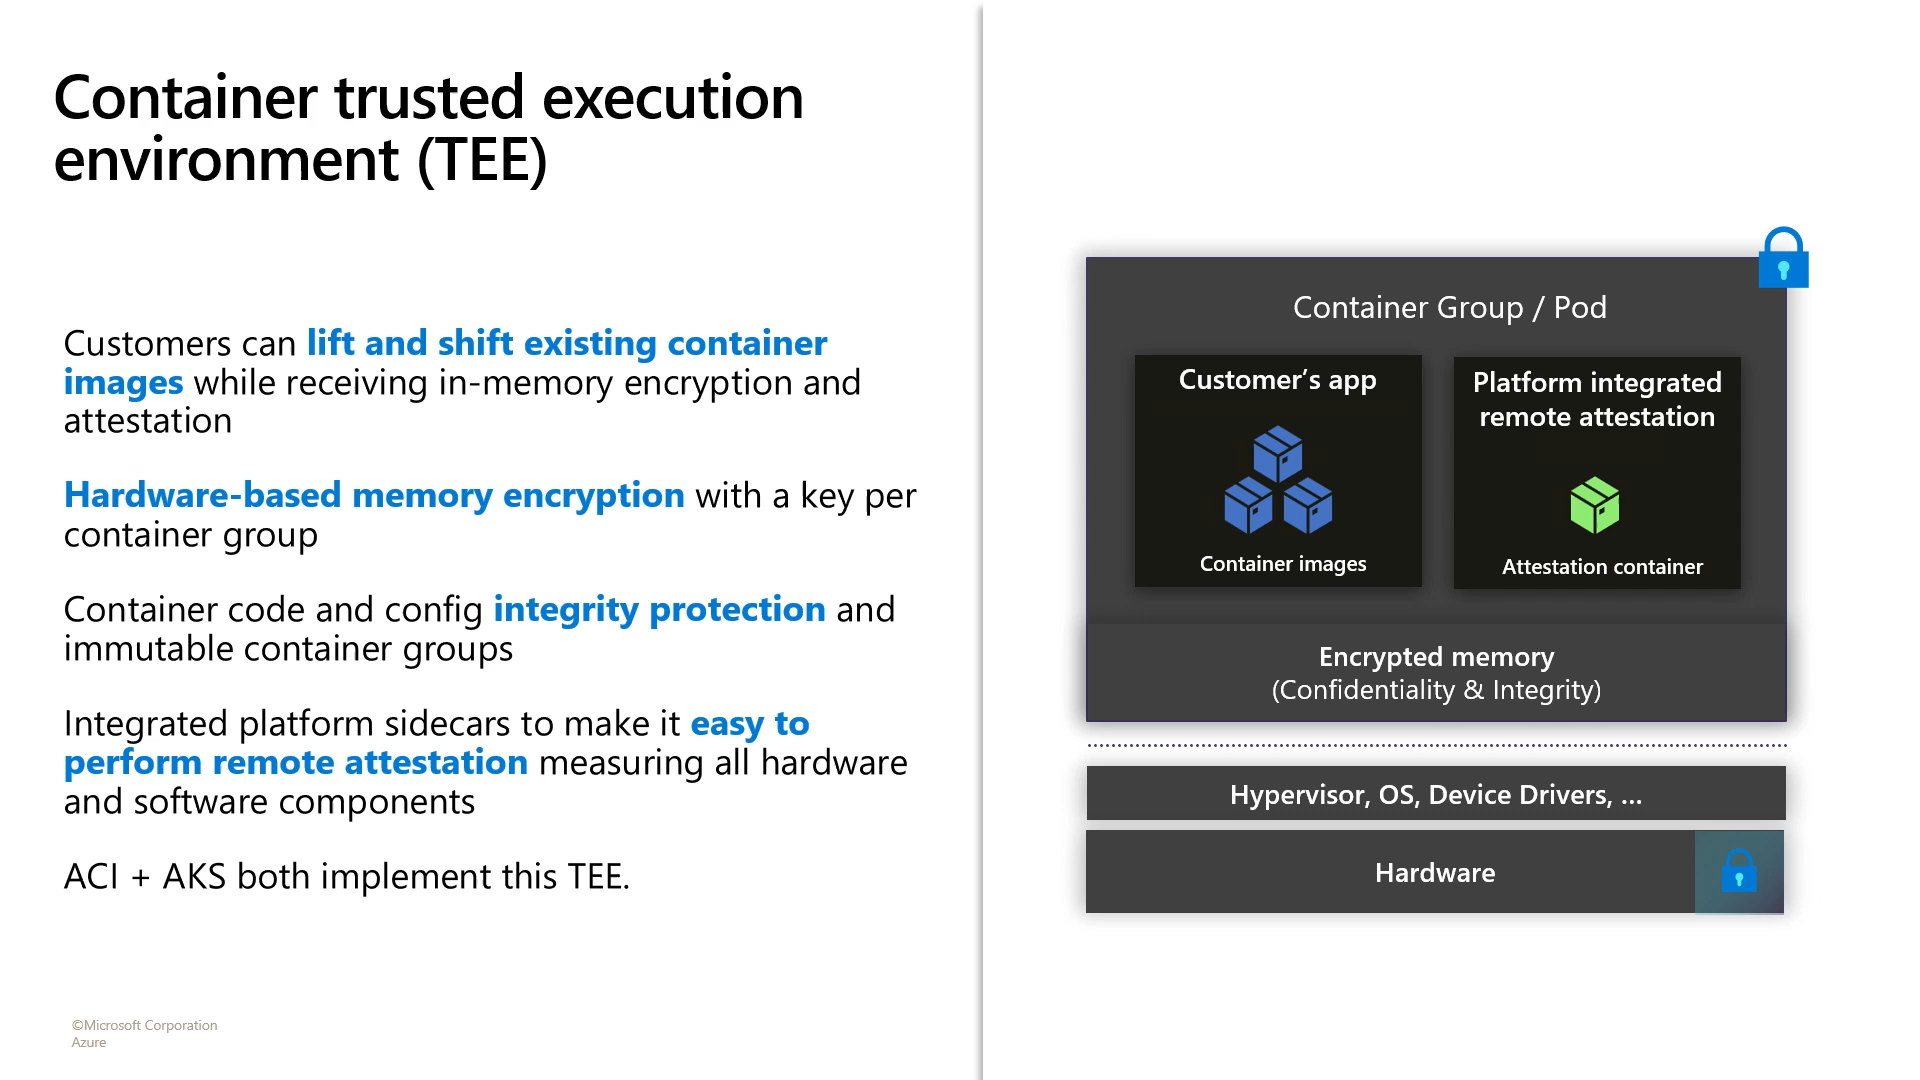 Container trusted execution
environment (TEE)
Customers can lift and shift existing container
images while receiving in-memory encryption and
attestation
Hardware-based memory encryption with a key per
container group
Container code and config integrity protection and
immutable container groups
Integrated platform sidecars to make it easy to
perform remote attestation measuring all hardware
and software components
ACI + AKS both implement this TEE.
©Microsoft Corporation
Azure
Container Group / Pod
Customer’s app
Container images
Platform integrated
remote attestation
Attestation container
Encrypted memory
(Confidentiality & Integrity)
Hypervisor, OS, Device Drivers, ...
Hardware